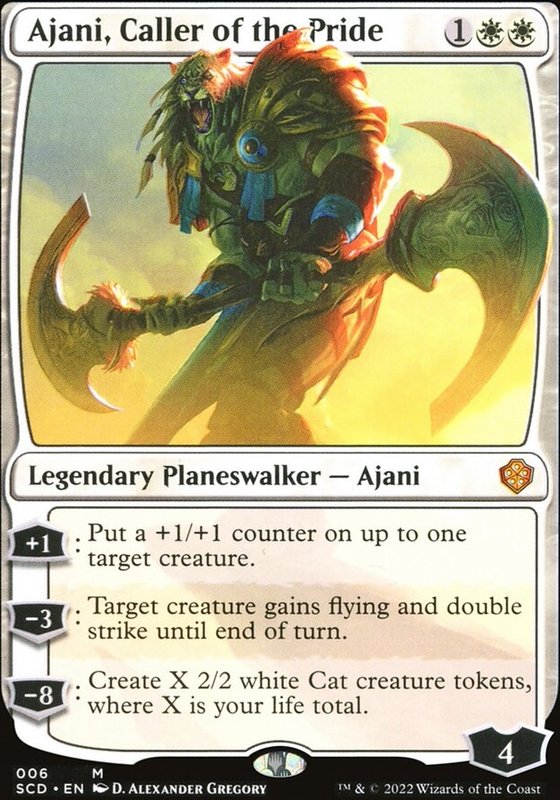 Ajani, Caller of the Pride 1
Legendary Planeswalker — Ajani
+1 : Put a +1/+1 counter on up to one
target creature.
−3 : Target creature gains flying and double
strike until end of turn.
−8 : Create X 2/2 white Cat creature tokens,
where X is your life total.
4
006 M
SCD • EN D. Alexander Gregory ™ & © 2022 Wizards of the Coast